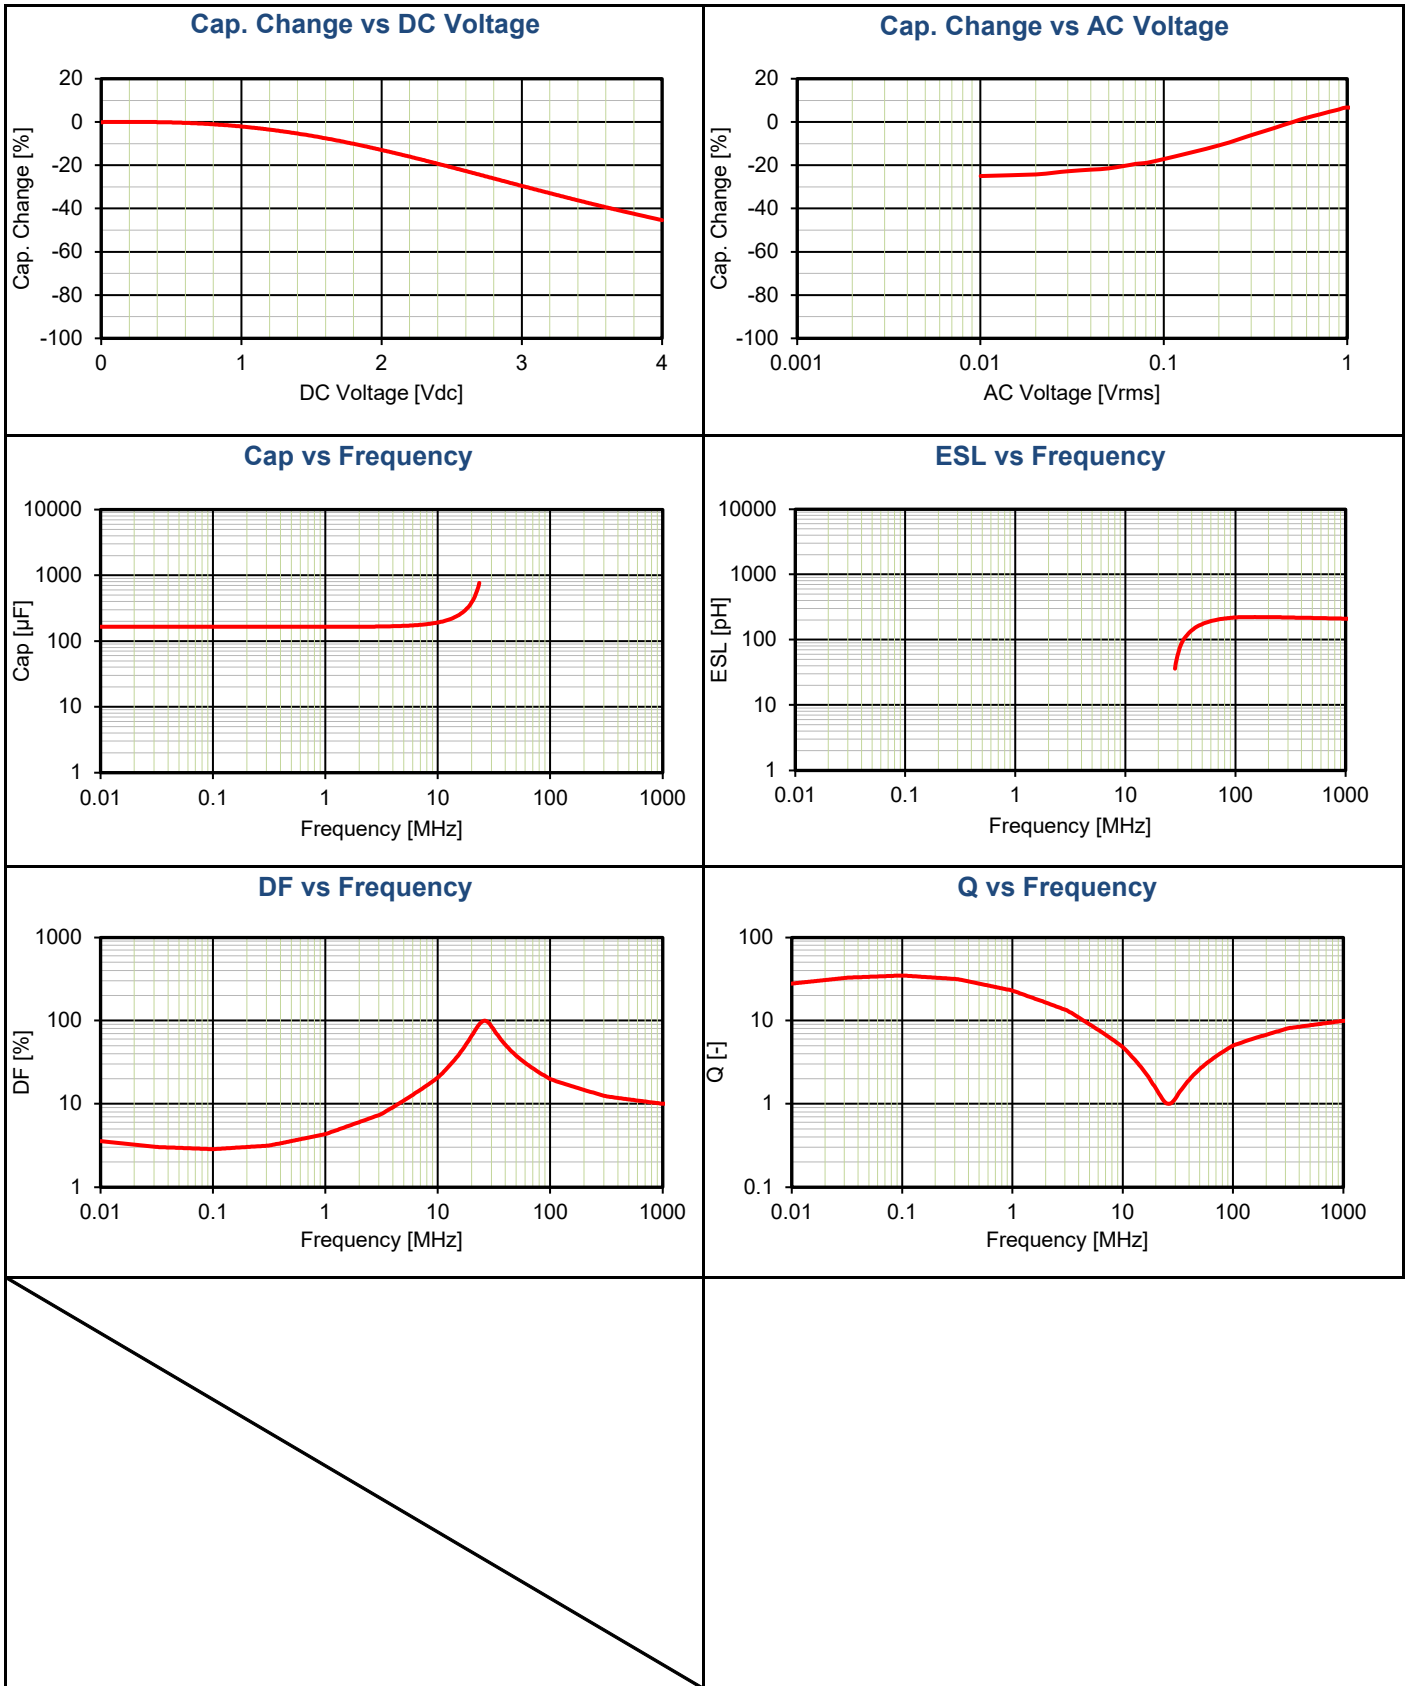 Cap. Change vs DC Voltage
20
0
-20
-40
-60
-80
-100
Cap. Change [%]
0 1 2 3 4
DC Voltage [Vdc]
Cap. Change vs AC Voltage
20
0
-20
-40
-60
-80
-100
Cap. Change [%]
0.001 0.01 0.1 1
AC Voltage [Vrms]
Cap vs Frequency
10000
1000
100
10
1
Cap [μF]
0.01 0.1 1 10 100 1000
Frequency [MHz]
ESL vs Frequency
10000
1000
100
10
1
ESL [pH]
0.01 0.1 1 10 100 1000
Frequency [MHz]
DF vs Frequency
1000
100
10
1
DF [%]
0.01 0.1 1 10 100 1000
Frequency [MHz]
Q vs Frequency
100
10
1
0.1
Q [-]
0.01 0.1 1 10 100 1000
Frequency [MHz]